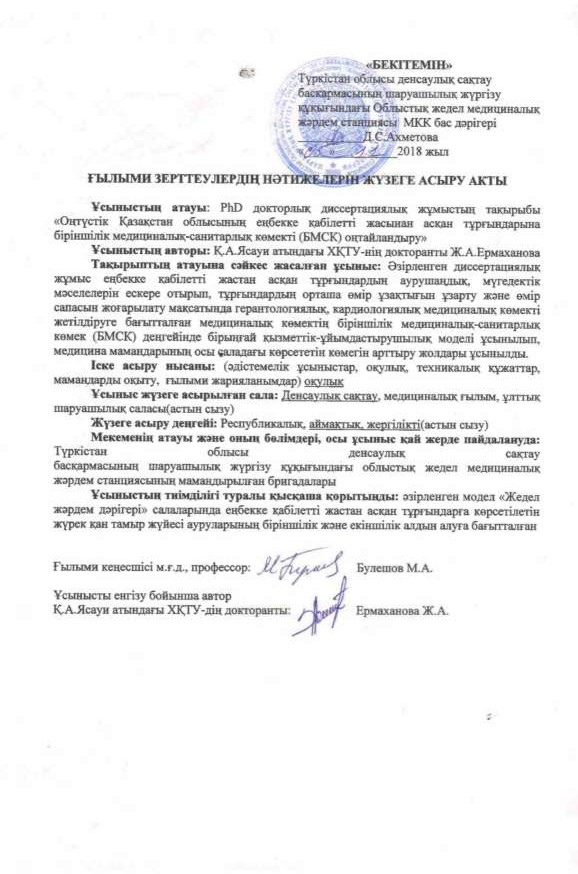 «БЕКІТЕМІН»
Түркістан облысы денсаулық сақтау
басқармасының шаруашылық жүргізу
құқығындағы Облыстық жедел медициналық
жәрдем станциясы МКК бас дәрігері
Д.С.Ахметова
« » 2018 жыл
ҒЫЛЫМИ ЗЕРТТЕУЛЕРДІҢ НӘТИЖЕЛЕРІН ЖҮЗЕГЕ АСЫРУ АКТЫ
Ұсыныстың атауы: PhD докторлық диссертациялық жұмыстың тақырыбы
«Оңтүстік Қазақстан облысының еңбекке қабілетті жасынан асқан тұрғындарына
біріншілік медициналық-санитарлық көмекті (БМСК) оңтайландыру»
Ұсыныстың авторы: Қ.А.Ясауи атындағы ХҚТУ-нің докторанты Ж.А.Ермаханова
Тақырыптың атауына сәйкес жасалған ұсыныс: Әзірленген диссертациялық
жұмыс еңбекке қабілетті жастан асқан тұрғындардың аурушаңдық, мүгедектік
мәселелерін ескере отырып, тұрғындардың орташа өмір ұзақтығын ұзарту және өмір
сапасын жоғарылату мақсатында герантологиялық, кардиологиялық медициналық көмекті
жетілдіруге бағытталған медициналық көмектің біріншілік медициналық-санитарлық
көмек (БМСК) деңгейінде бірыңғай қызметтік-ұйымдастырушылық моделі ұсынылып,
медицина мамандарының осы саладағы көрсететін көмегін арттыру жолдары ұсынылды.
Іске асыру нысаны: (әдістемелік ұсыныстар, оқулық, техникалық құжаттар,
мамандарды оқыту, ғылыми жарияланымдар) оқулық
Ұсыныс жүзеге асырылған сала: Денсаулық сақтау, медициналық ғылым, ұлттық
шаруашылық саласы(астын сызу)
Жүзеге асыру деңгейі: Республикалық, аймақтық, жергілікті(астын сызу)
Мекеменің атауы және оның бөлімдері, осы ұсыныс қай жерде пайдалануда:
Түркістан облысы денсаулық сақтау
басқармасының шаруашылық жүргізу құқығындағы облыстық жедел медициналық
жәрдем станциясының мамандырылған бригадалары
Ұсыныстың тиімділігі туралы қысқаша қорытынды: әзірленген модел «Жедел
жәрдем дәрігері» салаларында еңбекке қабілетті жастан асқан тұрғындарға көрсетілетін
жүрек қан тамыр жүйесі ауруларының біріншілік және екіншілік алдын алуға бағытталған
Ғылыми кеңесшісі м.ғ.д., профессор: Булешов М.А.
Ұсынысты енгізу бойынша автор
Қ.А.Ясауи атындағы ХҚТУ-дің докторанты: Ермаханова Ж.А.